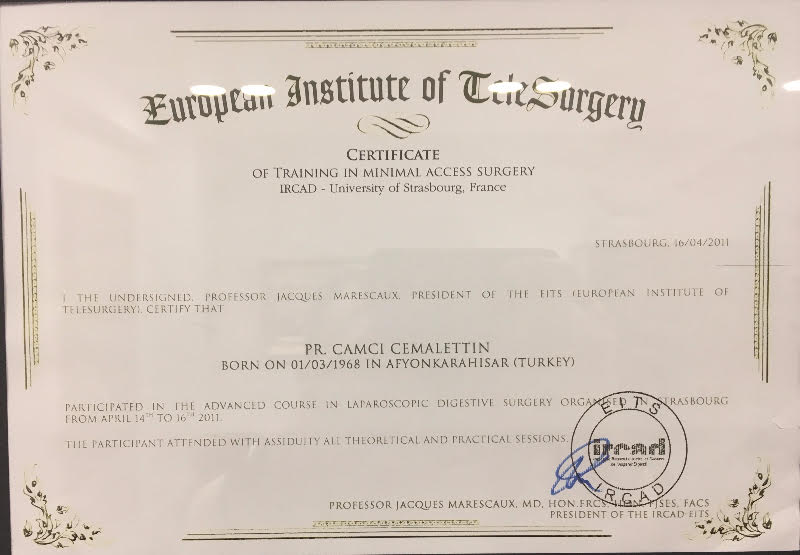 European Institute of TeleSurgery
CERTIFICATE
OF TRAINING IN MINIMAL ACCESS SURGERY
IRCAD - University of Strasbourg, France
STRASBOURG, 16/04/2011
I THE UNDERSIGNED, PROFESSOR JACQUES MARESCAUX, PRESIDENT OF THE EITS (EUROPEAN INSTITUTE OF
TELESURGERY), CERTIFY THAT
PR. CAMCI CEMALETTIN
BORN ON 01/03/1968 IN AFYONKARAHISAR (TURKEY)
PARTICIPATED IN THE ADVANCED COURSE IN LAPAROSCOPIC DIGESTIVE SURGERY ORGANISED IN STRASBOURG
FROM APRIL 14TH TO 16TH 2011.
THE PARTICIPANT ATTENDED WITH ASSIDUITY ALL THEORETICAL AND PRACTICAL SESSIONS.
EITS
Ircad
IRCAD
PROFESSOR JACQUES MARESCAUX, MD, HON.FRCS, FJSES, FACS
PRESIDENT OF THE IRCAD EITS